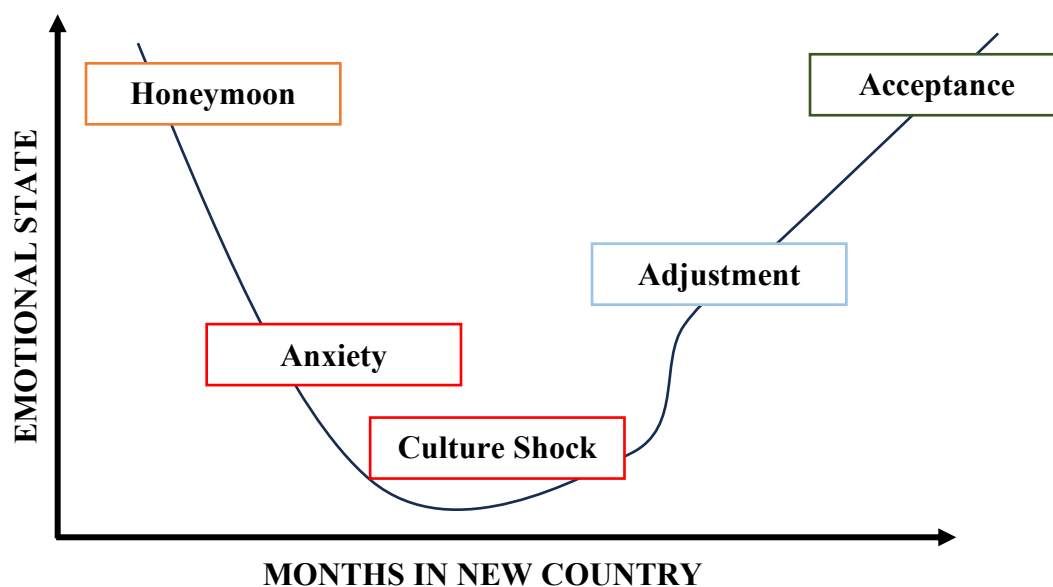 Honeymoon
Acceptance
EMOTIONAL STATE
Adjustment
Anxiety
Culture Shock
MONTHS IN NEW COUNTRY